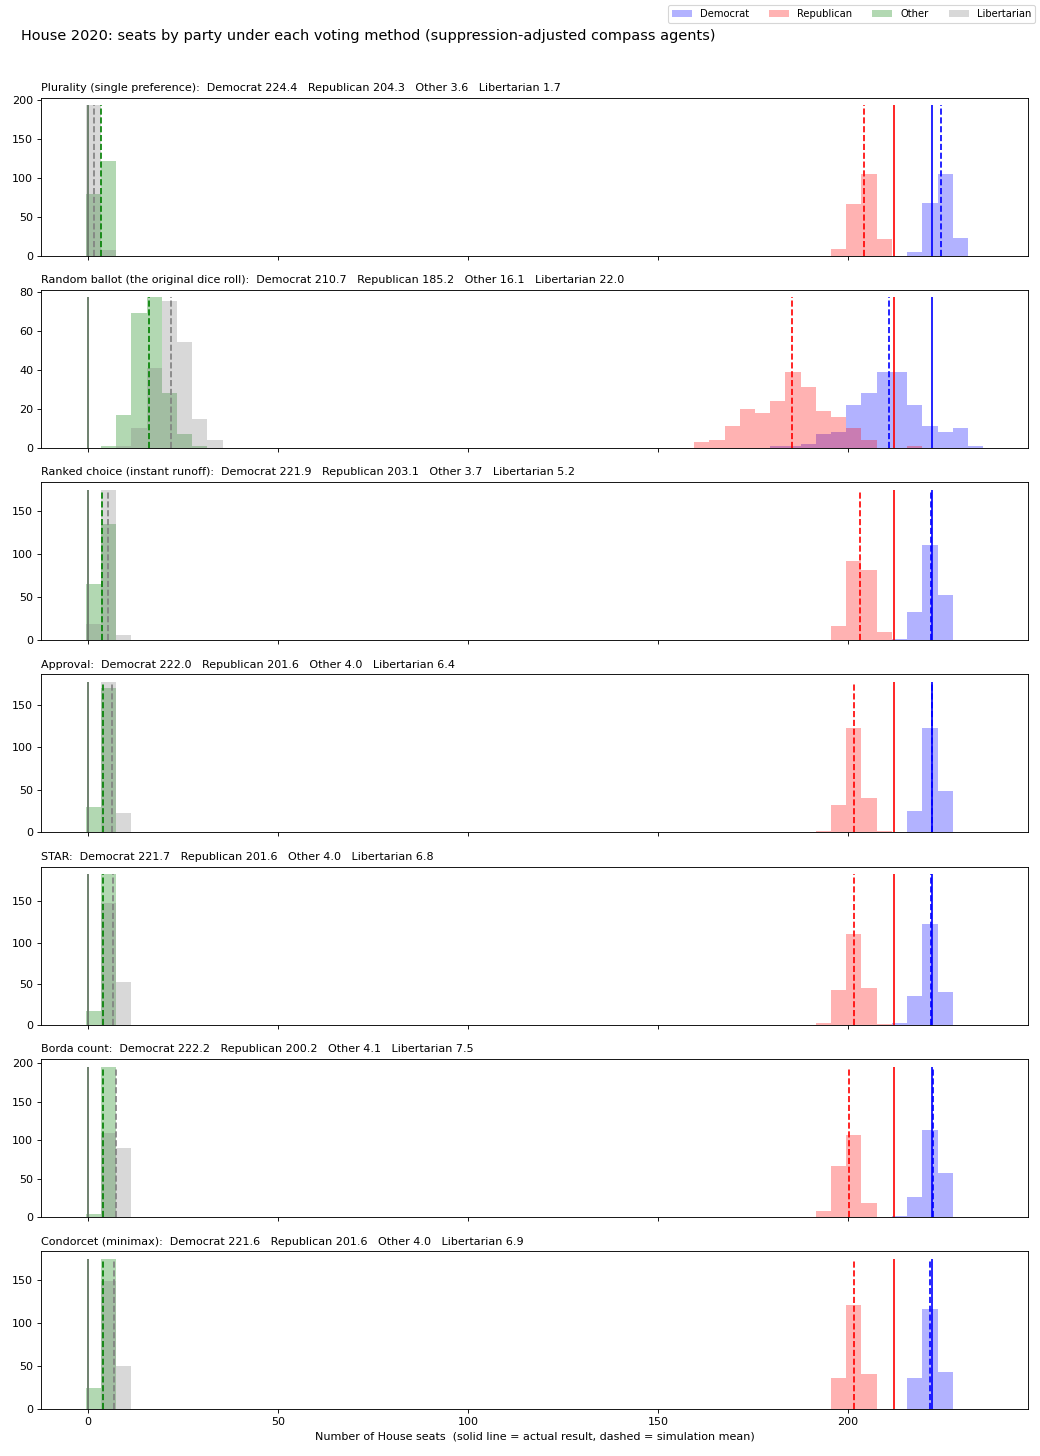 Democrat Republican Other Libertarian
House 2020: seats by party under each voting method (suppression-adjusted compass agents)
Plurality (single preference):  Democrat 224.4   Republican 204.3   Other 3.6   Libertarian 1.7
200
150
100
50
0
Random ballot (the original dice roll):  Democrat 210.7   Republican 185.2   Other 16.1   Libertarian 22.0
80
60
40
20
0
Ranked choice (instant runoff):  Democrat 221.9   Republican 203.1   Other 3.7   Libertarian 5.2
150
100
50
0
Approval:  Democrat 222.0   Republican 201.6   Other 4.0   Libertarian 6.4
150
100
50
0
STAR:  Democrat 221.7   Republican 201.6   Other 4.0   Libertarian 6.8
150
100
50
0
Borda count:  Democrat 222.2   Republican 200.2   Other 4.1   Libertarian 7.5
200
150
100
50
0
Condorcet (minimax):  Democrat 221.6   Republican 201.6   Other 4.0   Libertarian 6.9
150
100
50
0
0 50 100 150 200
Number of House seats  (solid line = actual result, dashed = simulation mean)